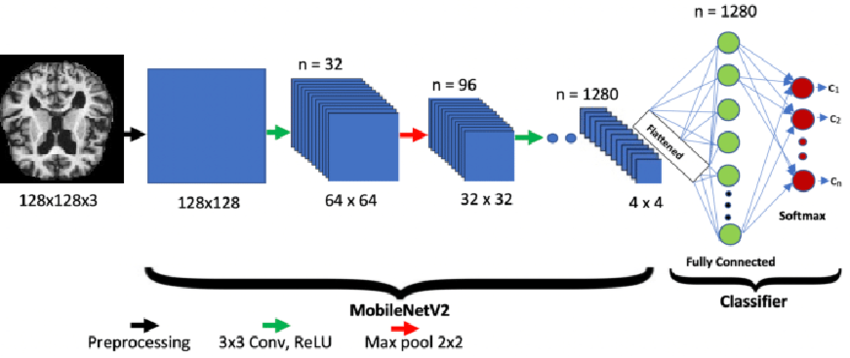 n = 1280
n = 32
n = 96
n = 1280
Flattened
C1
C2
Cn
128x128x3
128x128
64 x 64
32 x 32
4 x 4
Softmax
Fully Connected
MobileNetV2
Classifier
Preprocessing
3x3 Conv, ReLU
Max pool 2x2